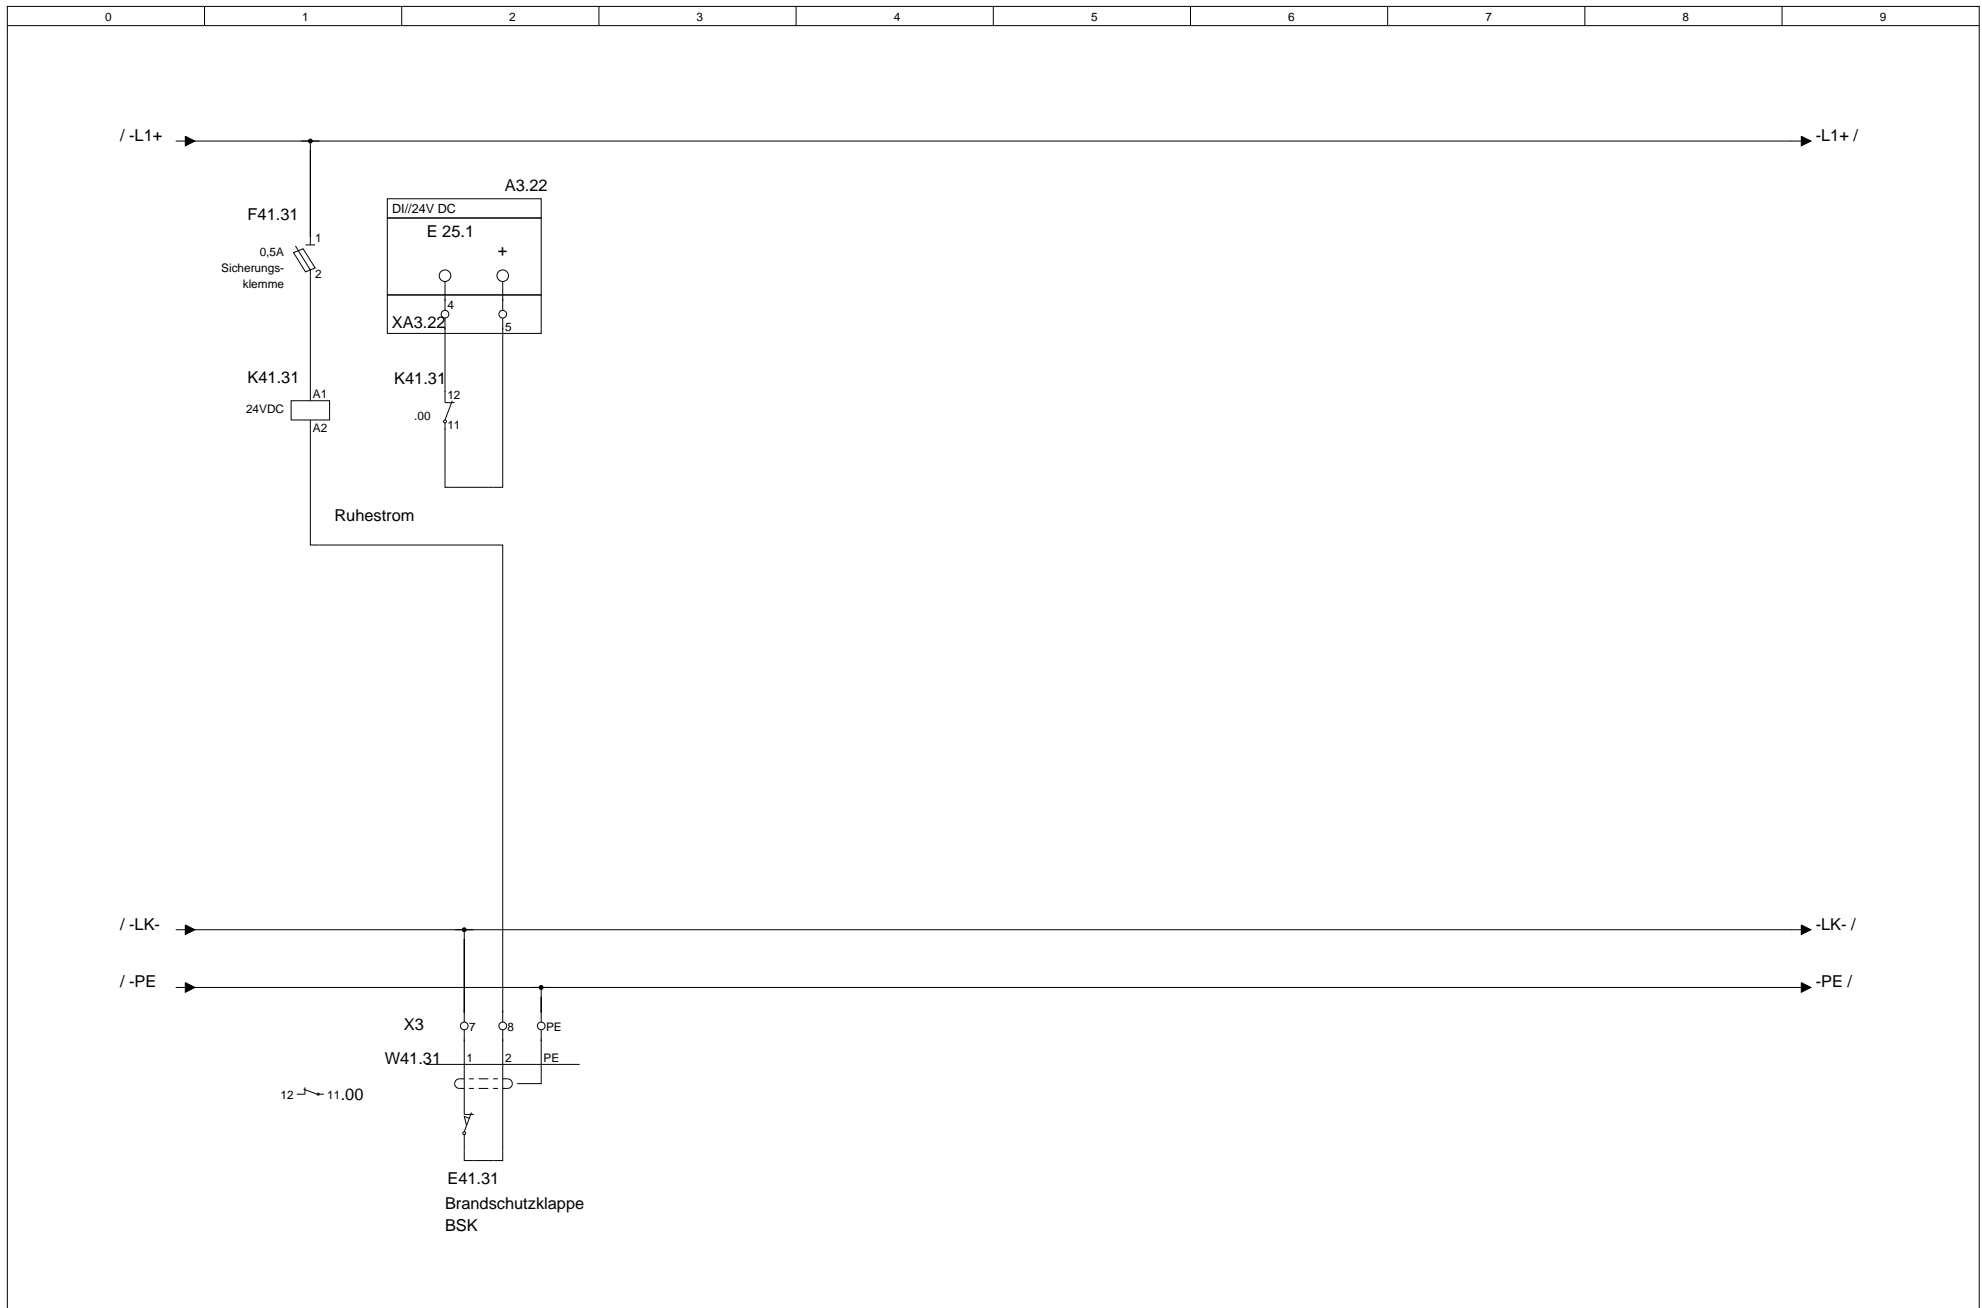 0 1 2 3 4 5 6 7 8 9
/ -L1+
-L1+ /
A3.22
DI//24V DC
F41.31
E 25.1
1
+
0,5A
Sicherungs-
klemme
2
4
XA3.22
5
K41.31
K41.31
A1
12
24VDC
.00
11
A2
Ruhestrom
/ -LK-
-LK- /
/ -PE
-PE /
X3
7
8
PE
W41.31
1
2
PE
12
11.00
E41.31
Brandschutzklappe
BSK